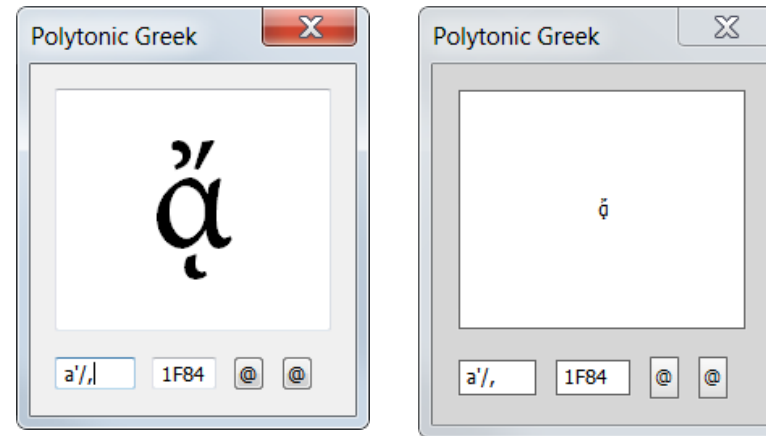 Polytonic Greek
ᾄ
a'/,
1F84
@
@
Polytonic Greek
ᾄ
a'/,
1F84
@
@